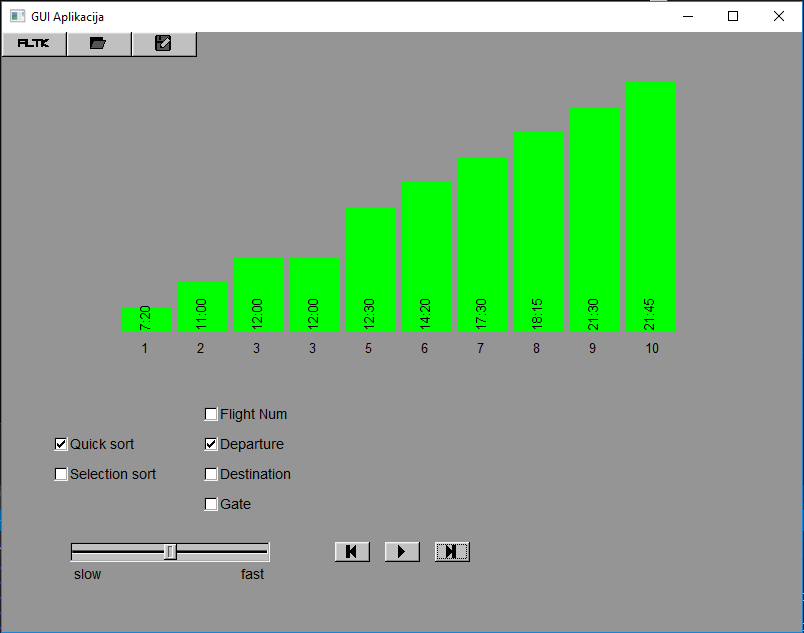 GUI Aplikacija
FLTK
7:20 11:00 12:00 12:00 12:30 14:20 17:30 18:15 21:30 21:45
1 2 3 3 5 6 7 8 9 10
Flight Num
Quick sort Departure
Selection sort Destination
Gate
slow fast